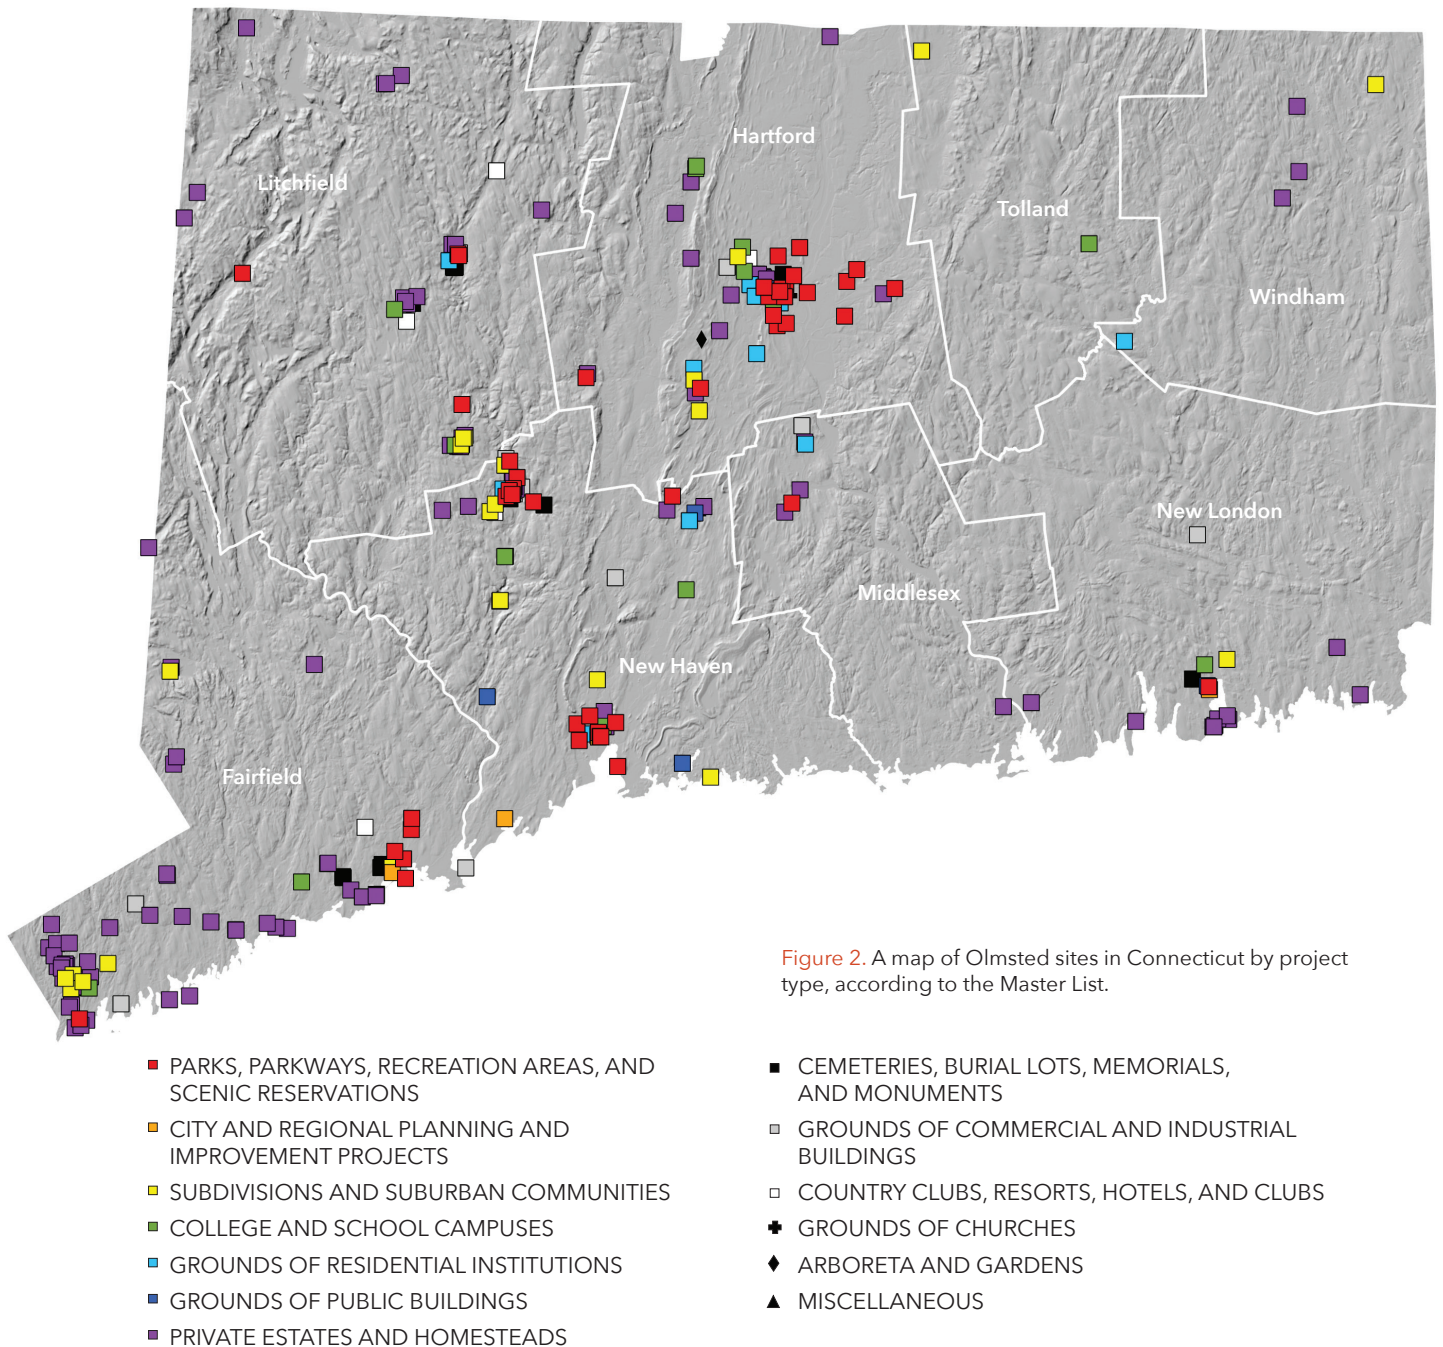 Hartford
Litchfield
Tolland
Windham
New London
Middlesex
New Haven
Fairfield
Figure 2. A map of Olmsted sites in Connecticut by project
type, according to the Master List.
PARKS, PARKWAYS, RECREATION AREAS, AND
SCENIC RESERVATIONS
CITY AND REGIONAL PLANNING AND
IMPROVEMENT PROJECTS
SUBDIVISIONS AND SUBURBAN COMMUNITIES
COLLEGE AND SCHOOL CAMPUSES
GROUNDS OF RESIDENTIAL INSTITUTIONS
GROUNDS OF PUBLIC BUILDINGS
PRIVATE ESTATES AND HOMESTEADS
CEMETERIES, BURIAL LOTS, MEMORIALS,
AND MONUMENTS
GROUNDS OF COMMERCIAL AND INDUSTRIAL
BUILDINGS
COUNTRY CLUBS, RESORTS, HOTELS, AND CLUBS
GROUNDS OF CHURCHES
ARBORETA AND GARDENS
MISCELLANEOUS